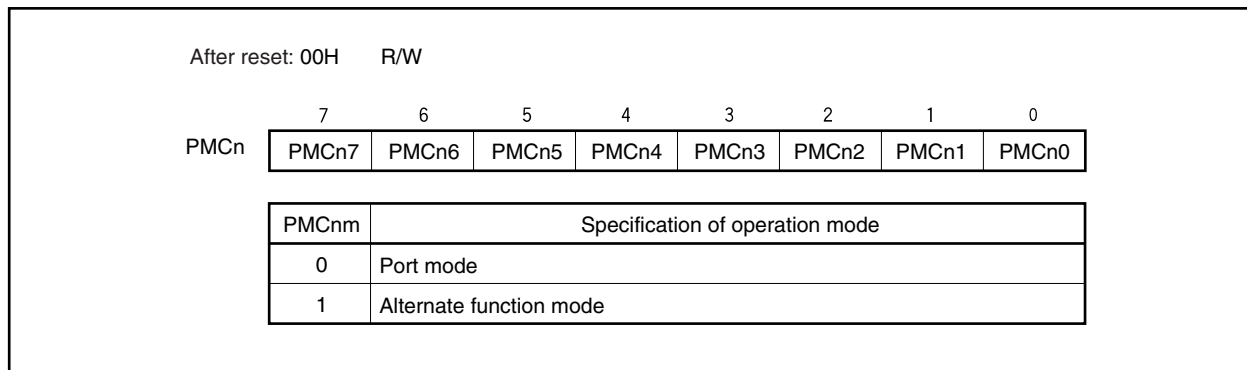 After reset: 00H R/W
7 6 5 4 3 2 1 0
PMCn PMCn7 PMCn6 PMCn5 PMCn4 PMCn3 PMCn2 PMCn1 PMCn0
PMCnm Specification of operation mode
0 Port mode
1 Alternate function mode